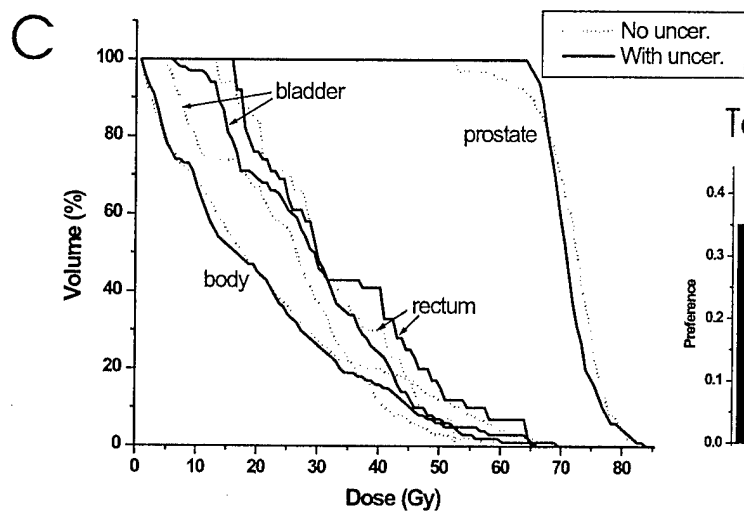 C
No uncer.
With uncer.
100
80
60
40
20
0
Volume (%)
bladder
prostate
body
rectum
0 10 20 30 40 50 60 70 80
Dose (Gy)
0.4
0.3
0.2
0.1
0.0
Preference